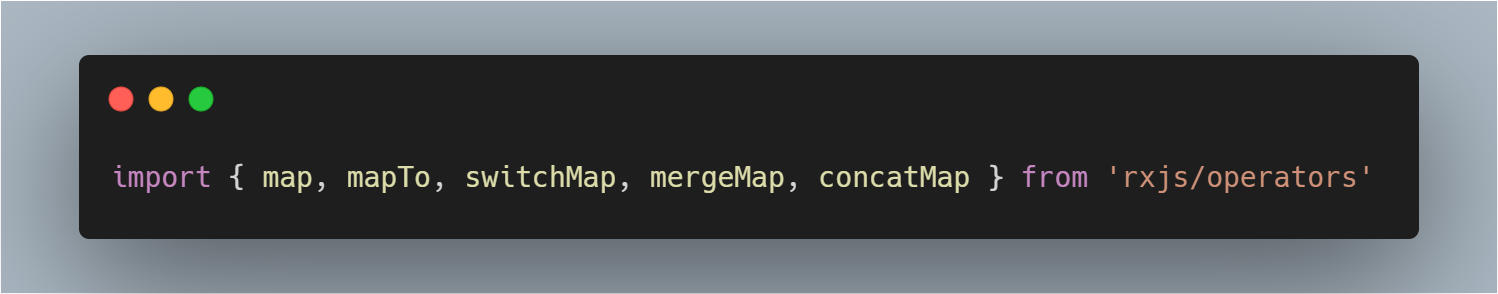 import { map, mapTo, switchMap, mergeMap, concatMap } from 'rxjs/operators'